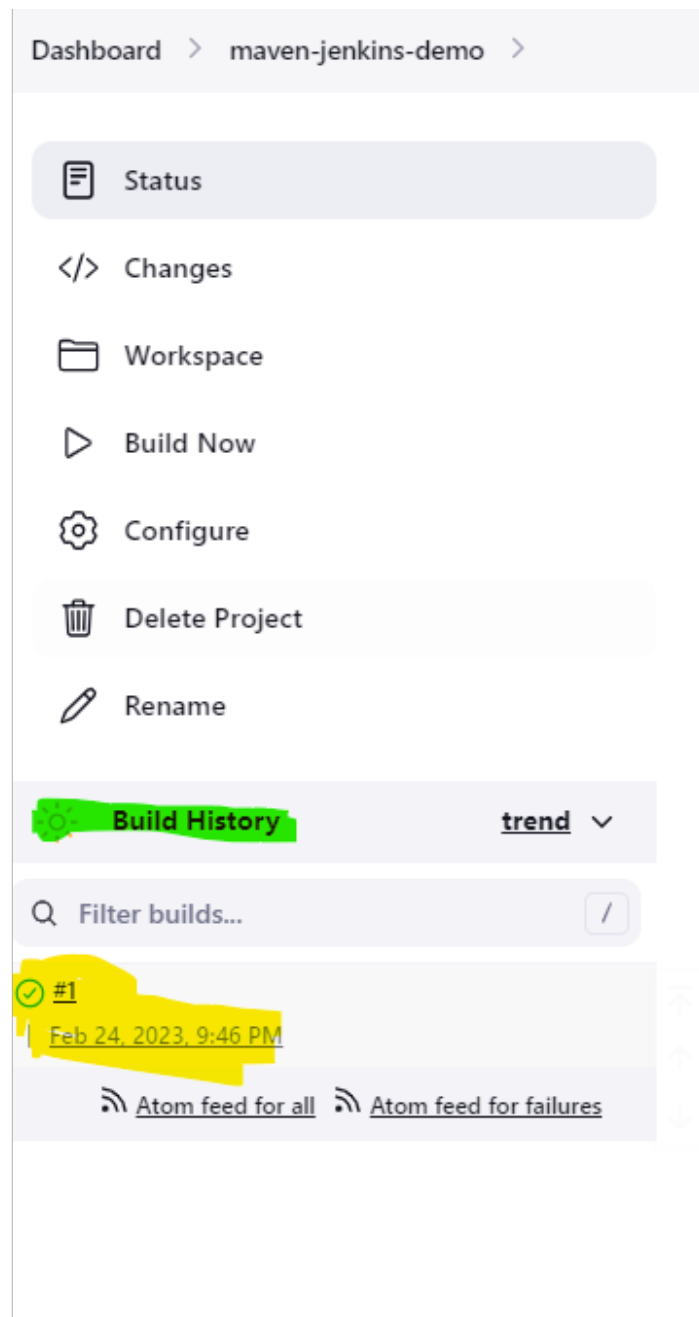 Dashboard > maven-jenkins-demo >
Status
</> Changes
Workspace
Build Now
Configure
Delete Project
Rename
Build History trend
Filter builds... /
#1
Feb 24, 2023, 9:46 PM
Atom feed for all Atom feed for failures